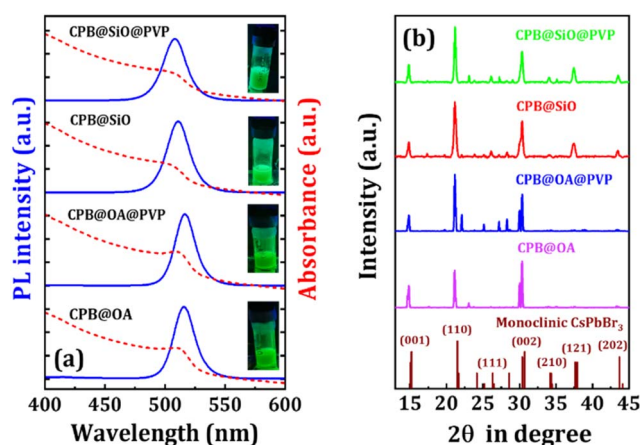 CPB@SiO@PVP
CPB@SiO
CPB@OA@PVP
CPB@OA
(a)
PL intensity (a.u.)
Absorbance (a.u.)
400 450 500 550 600
Wavelength (nm)
(b)
CPB@SiO@PVP
CPB@SiO
CPB@OA@PVP
CPB@OA
Intensity (a.u.)
Monoclinic CsPbBr₃
(001)
(110)
(111)
(002)
(210)
(121)
(202)
15 20 25 30 35 40 45
2θ in degree